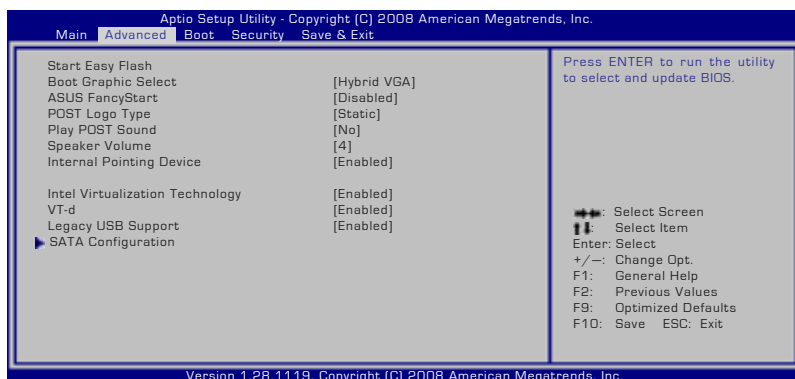 Aptio Setup Utility - Copyright (C) 2008 American Megatrends, Inc.
Main Advanced Boot Security Save & Exit
Start Easy Flash
Boot Graphic Select [Hybrid VGA]
ASUS FancyStart [Disabled]
POST Logo Type [Static]
Play POST Sound [No]
Speaker Volume [4]
Internal Pointing Device [Enabled]
Intel Virtualization Technology [Enabled]
VT-d [Enabled]
Legacy USB Support [Enabled]
SATA Configuration
Press ENTER to run the utility
to select and update BIOS.
: Select Screen
: Select Item
Enter: Select
+/—: Change Opt.
F1: General Help
F2: Previous Values
F9: Optimized Defaults
F10: Save ESC: Exit
Version 1.28.1119. Copyright (C) 2008 American Megatrends, Inc.